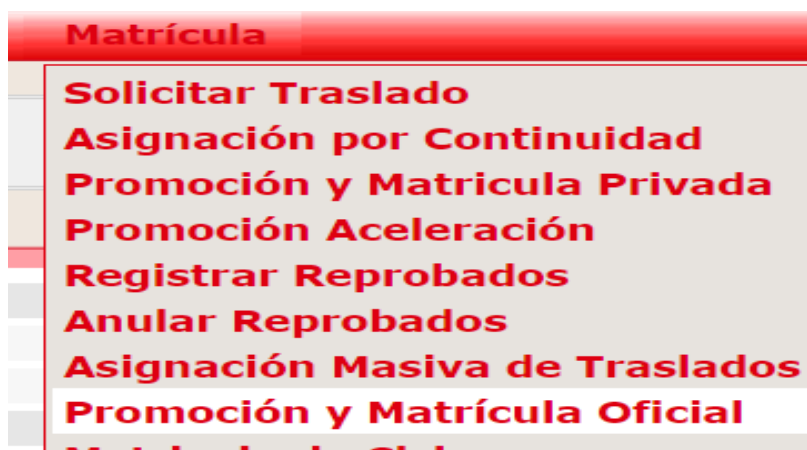 Matrícula
Solicitar Traslado
Asignación por Continuidad
Promoción y Matricula Privada
Promoción Aceleración
Registrar Reprobados
Anular Reprobados
Asignación Masiva de Traslados
Promoción y Matrícula Oficial